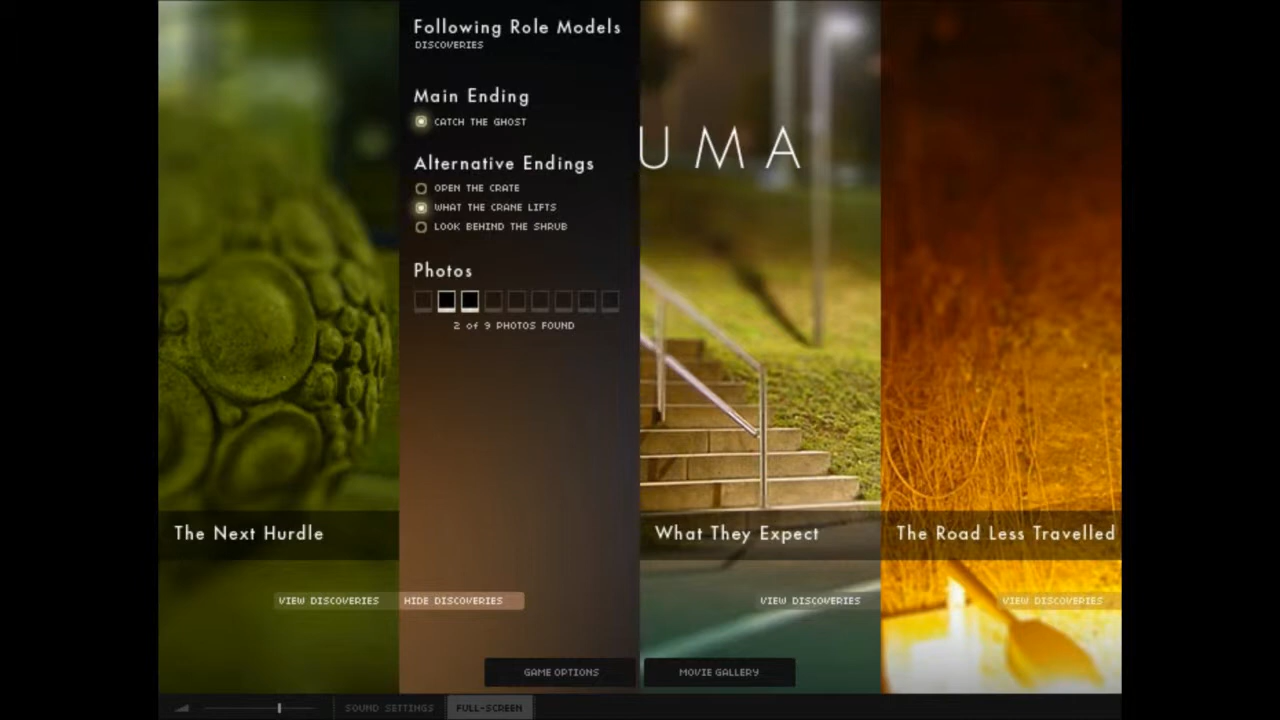 Following Role Models
DISCOVERIES
Main Ending
CATCH THE GHOST
Alternative Endings
OPEN THE CRATE
WHAT THE CRANE LIFTS
LOOK BEHIND THE SHRUB
Photos
2 of 9 PHOTOS FOUND
UMA
The Next Hurdle
What They Expect
The Road Less Travelled
VIEW DISCOVERIES
HIDE DISCOVERIES
VIEW DISCOVERIES
VIEW DISCOVERIES
GAME OPTIONS
MOVIE GALLERY
SOUND SETTINGS
FULL-SCREEN